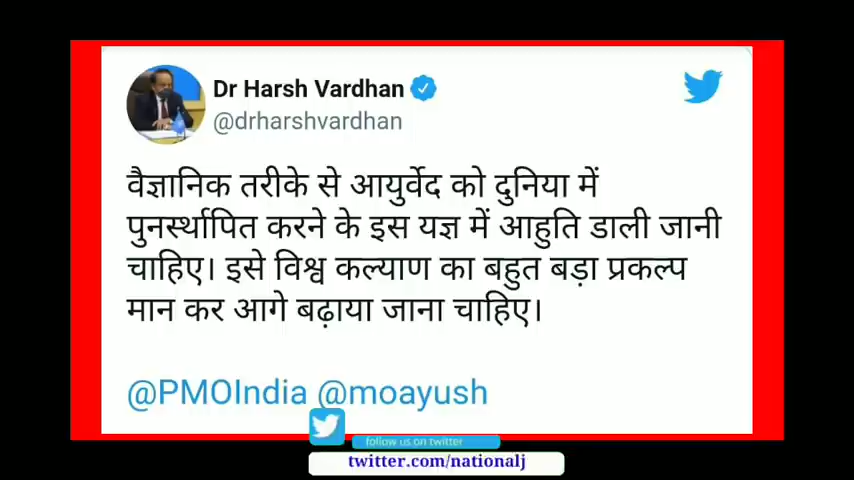 Dr Harsh Vardhan
@drharshvardhan
वैज्ञानिक तरीके से आयुर्वेद को दुनिया में
पुनर्स्थापित करने के इस यज्ञ में आहुति डाली जानी
चाहिए। इसे विश्व कल्याण का बहुत बड़ा प्रकल्प
मान कर आगे बढ़ाया जाना चाहिए।
@PMOIndia @moayush
follow us on twitter
twitter.com/nationalj